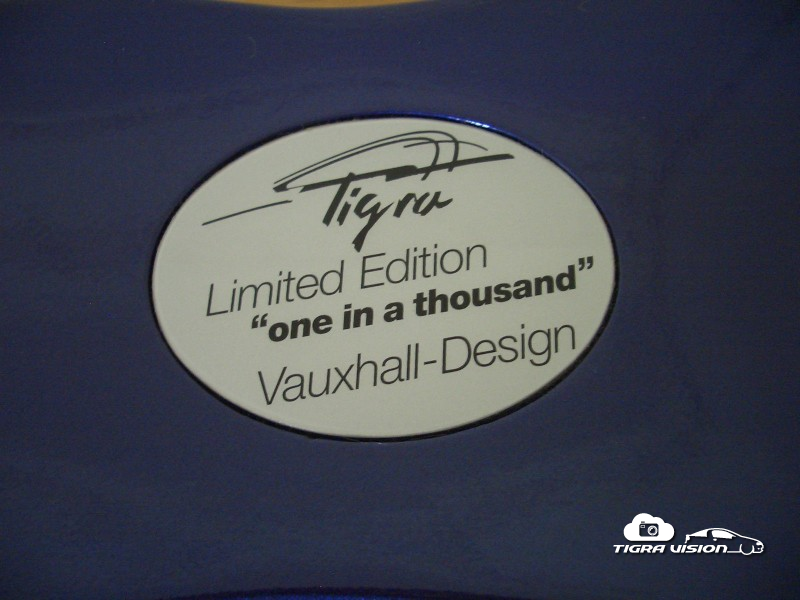 Tigra
Limited Edition
“one in a thousand”
Vauxhall-Design
TIGRA VISION